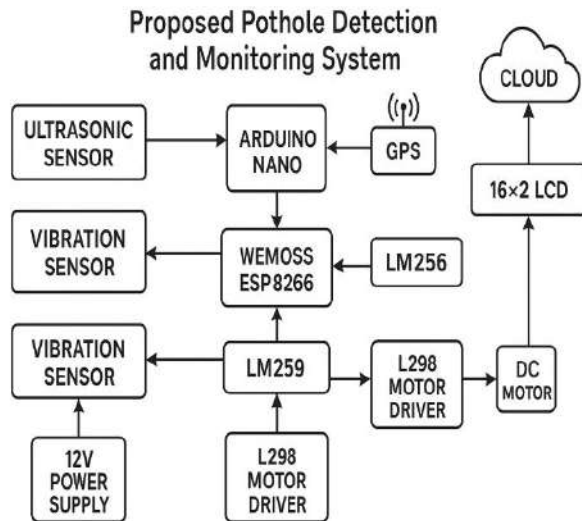 Proposed Pothole Detection
and Monitoring System
CLOUD
ULTRASONIC
SENSOR
ARDUINO
NANO
GPS
16×2 LCD
VIBRATION
SENSOR
WEMOSS
ESP8266
LM256
VIBRATION
SENSOR
LM259
L298
MOTOR
DRIVER
DC
MOTOR
12V
POWER
SUPPLY
L298
MOTOR
DRIVER